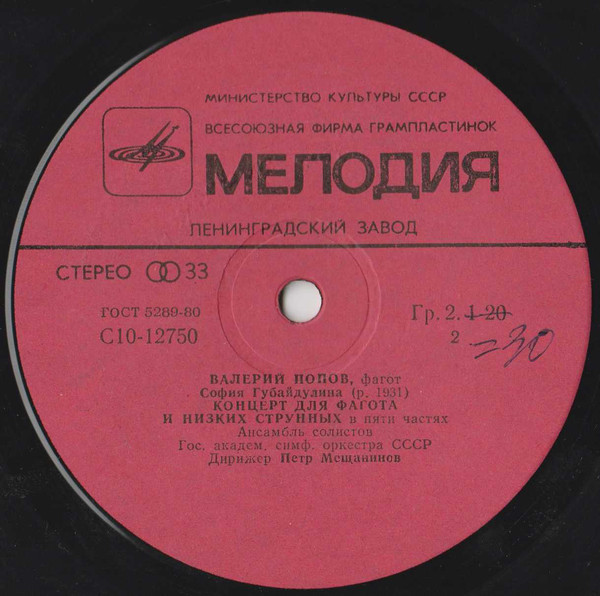 МИНИСТЕРСТВО КУЛЬТУРЫ СССР
ВСЕСОЮЗНАЯ ФИРМА ГРАМПЛАСТИНОК
МЕЛОДИЯ
ЛЕНИНГРАДСКИЙ ЗАВОД
СТЕРЕО 33
ГОСТ 5289-80
С10-12750
Гр. 2. 1-20
2 =30
ВАЛЕРИЙ ПОПОВ, фагот
София Губайдулина (р. 1931)
КОНЦЕРТ ДЛЯ ФАГОТА
И НИЗКИХ СТРУННЫХ в пяти частях
Ансамбль солистов
Гос. академ. симф. оркестра СССР
Дирижер Петр Мещанинов